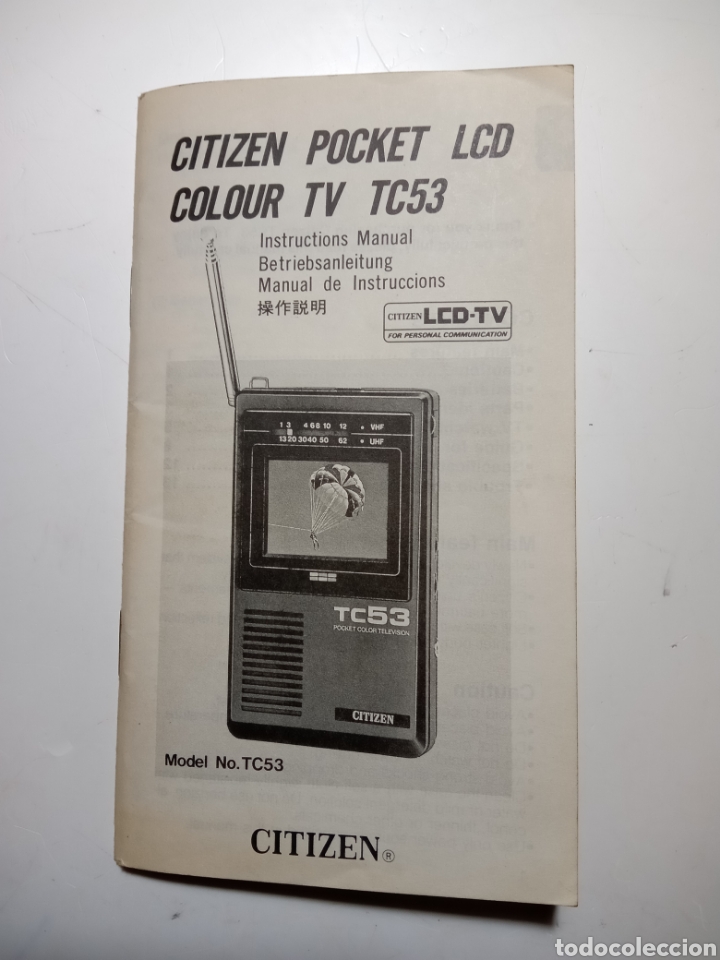 CITIZEN POCKET LCD
COLOUR TV TC53
Instructions Manual
Betriebsanleitung
Manual de Instruccions
操作説明
CITIZEN LCD-TV
FOR PERSONAL COMMUNICATION
1 3 4 6 8 10 12 • VHF
13 20 30 40 50 62 • UHF
TC53
POCKET COLOR TELEVISION
CITIZEN
Model No. TC53
CITIZEN®
todocoleccion